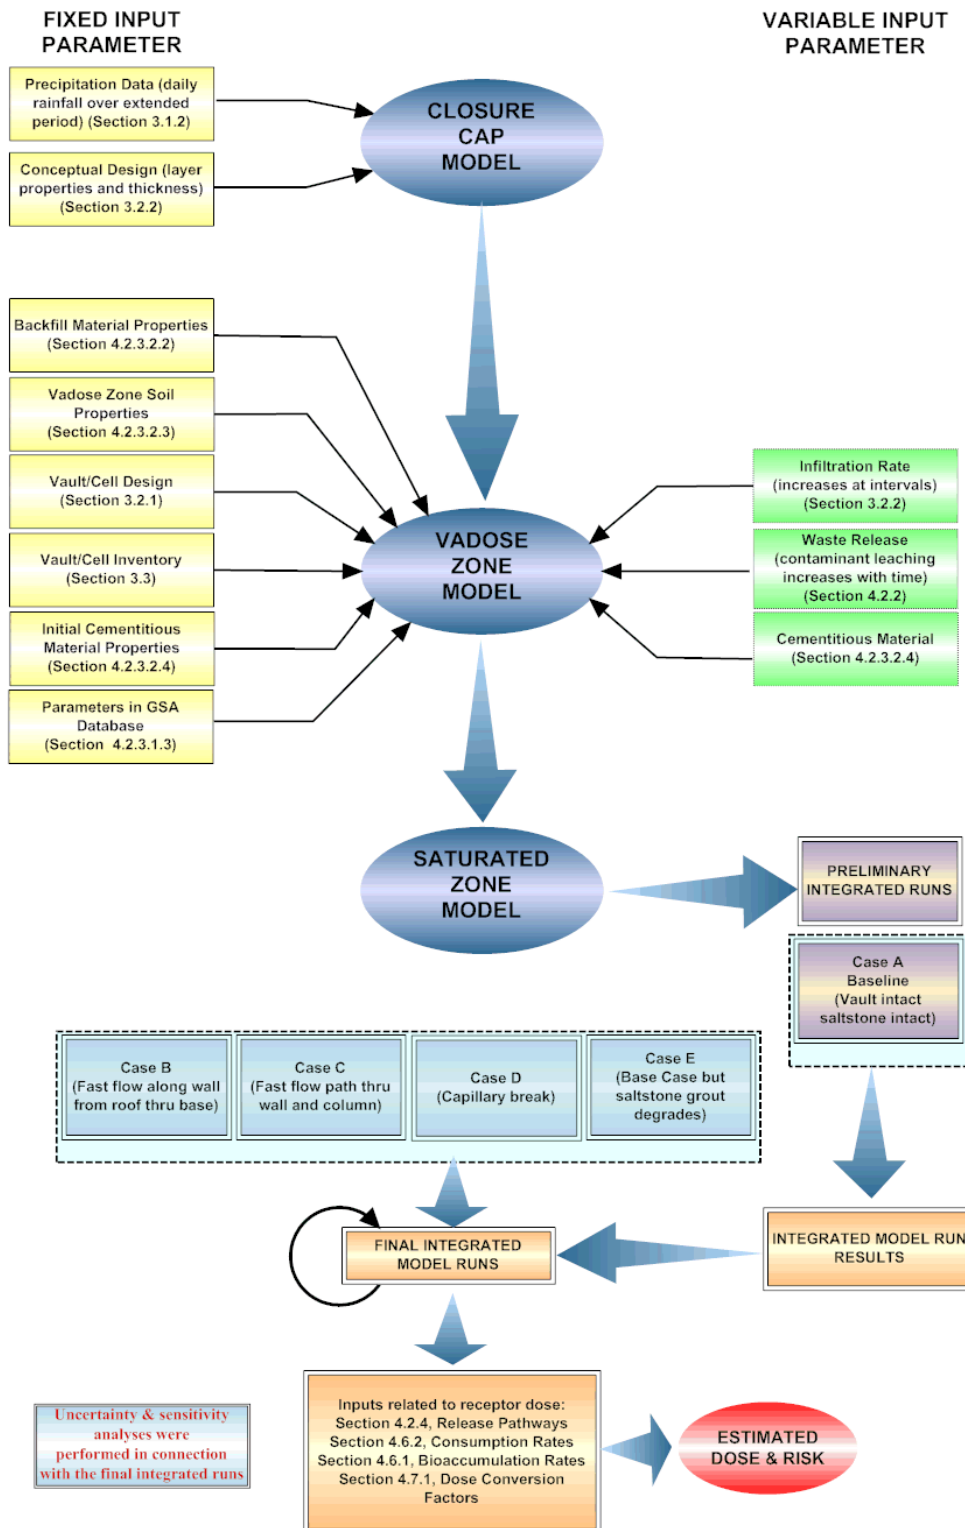 FIXED INPUT
PARAMETER
VARIABLE INPUT
PARAMETER
Precipitation Data (daily
rainfall over extended
period) (Section 3.1.2)
Conceptual Design (layer
properties and thickness)
(Section 3.2.2)
CLOSURE
CAP
MODEL
Backfill Material Properties
(Section 4.2.3.2.2)
Vadose Zone Soil
Properties
(Section 4.2.3.2.3)
Vault/Cell Design
(Section 3.2.1)
Vault/Cell Inventory
(Section 3.3)
Initial Cementitious
Material Properties
(Section 4.2.3.2.4)
Parameters in GSA
Database
(Section 4.2.3.1.3)
VADOSE
ZONE
MODEL
Infiltration Rate
(increases at intervals)
(Section 3.2.2)
Waste Release
(contaminant leaching
increases with time)
(Section 4.2.2)
Cementitious Material
(Section 4.2.3.2.4)
SATURATED
ZONE
MODEL
PRELIMINARY
INTEGRATED RUNS
Case A
Baseline
(Vault intact
saltstone intact)
Case B
(Fast flow along wall
from roof thru base)
Case C
(Fast flow path thru
wall and column)
Case D
(Capillary break)
Case E
(Base Case but
saltstone grout
degrades)
FINAL INTEGRATED
MODEL RUNS
INTEGRATED MODEL RUN
RESULTS
Uncertainty & sensitivity
analyses were
performed in connection
with the final integrated runs
Inputs related to receptor dose:
Section 4.2.4, Release Pathways
Section 4.6.2, Consumption Rates
Section 4.6.1, Bioaccumulation Rates
Section 4.7.1, Dose Conversion
Factors
ESTIMATED
DOSE & RISK